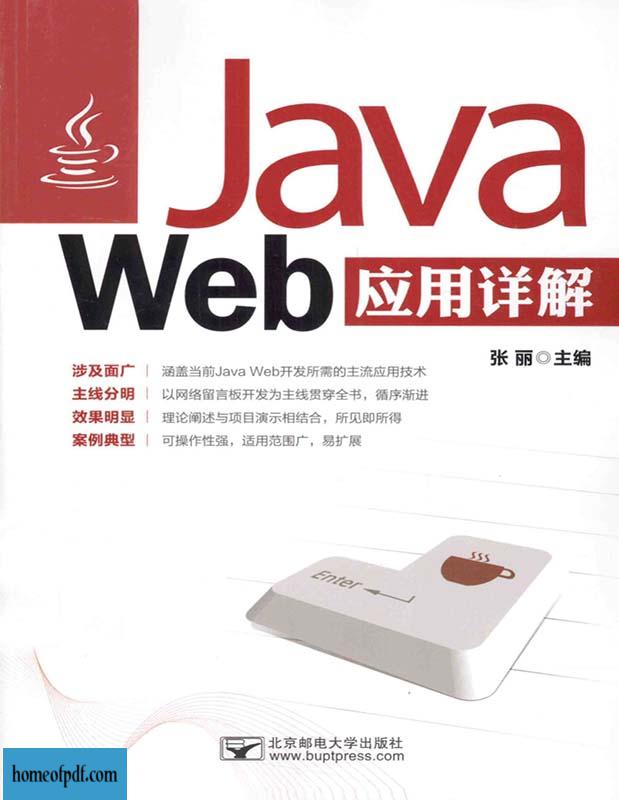 Java
Web 应用详解
张 丽◎主编
涉及面广 | 涵盖当前Java Web开发所需的主流应用技术
主线分明 | 以网络留言板开发为主线贯穿全书，循序渐进
效果明显 | 理论阐述与项目演示相结合，所见即所得
案例典型 | 可操作性强，适用范围广，易扩展
Enter
北京邮电大学出版社
www.buptpress.com
homeofpdf.com